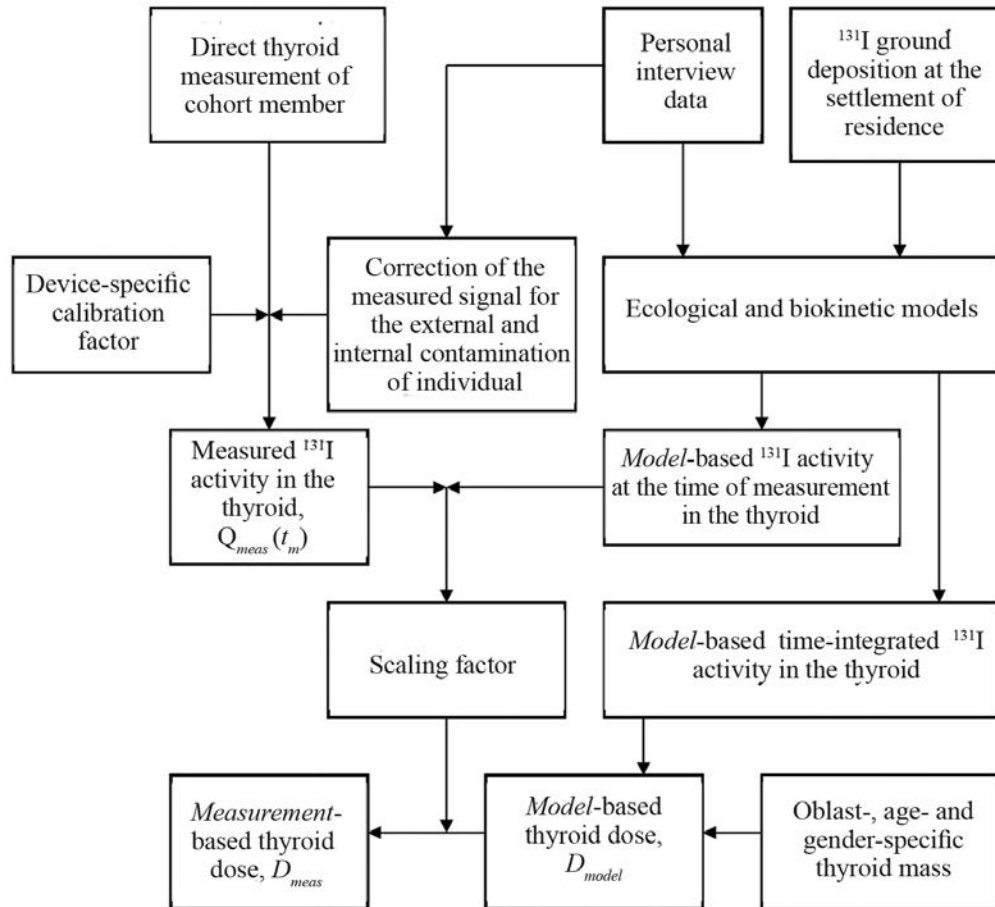 Direct thyroid
measurement of
cohort member
Personal
interview
data
¹³¹I ground
deposition at the
settlement of
residence
Device-specific
calibration
factor
Correction of the
measured signal for
the external and
internal contamination
of individual
Ecological and biokinetic models
Measured ¹³¹I
activity in the
thyroid,
Q_meas (t_m)
Model-based ¹³¹I activity
at the time of measurement
in the thyroid
Scaling factor
Model-based time-integrated ¹³¹I
activity in the thyroid
Measurement-
based thyroid
dose, D_meas
Model-based
thyroid dose,
D_model
Oblast-, age- and
gender-specific
thyroid mass